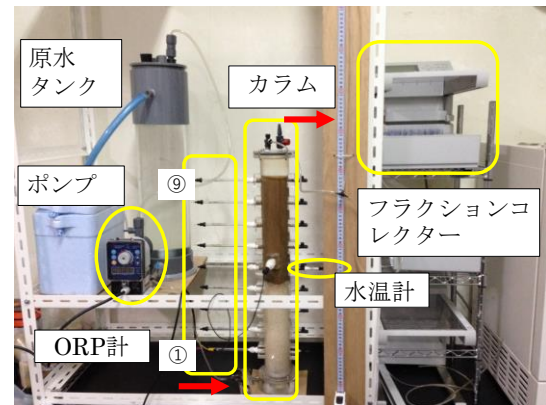 原水
タンク
カラム
ポンプ
⑨
フラクションコ
レクター
水温計
ORP計
①